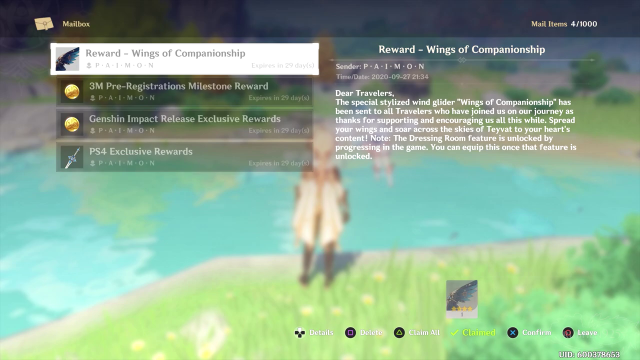 Mailbox
Mail Items 4/1000
Reward - Wings of Companionship
P·A·I·M·O·N
Expires in 29 day(s)
3M Pre-Registrations Milestone Reward
P·A·I·M·O·N
Expires in 29 day(s)
Genshin Impact Release Exclusive Rewards
P·A·I·M·O·N
Expires in 29 day(s)
PS4 Exclusive Rewards
P·A·I·M·O·N
Expires in 29 day(s)
Reward - Wings of Companionship
Sender: P·A·I·M·O·N
Time/Date: 2020-09-27 21:34
Dear Travelers,
The special stylized wind glider "Wings of Companionship" has
been sent to all Travelers who have joined us on our journey as
thanks for supporting and encouraging us all this while. Spread
your wings and soar across the skies of Teyvat to your heart's
content! Note: The Dressing Room feature is unlocked by
progressing in the game. You can equip this once that feature is
unlocked.
1
Details
Delete
Claim All
Claimed
Confirm
Leave
UID: 600378653